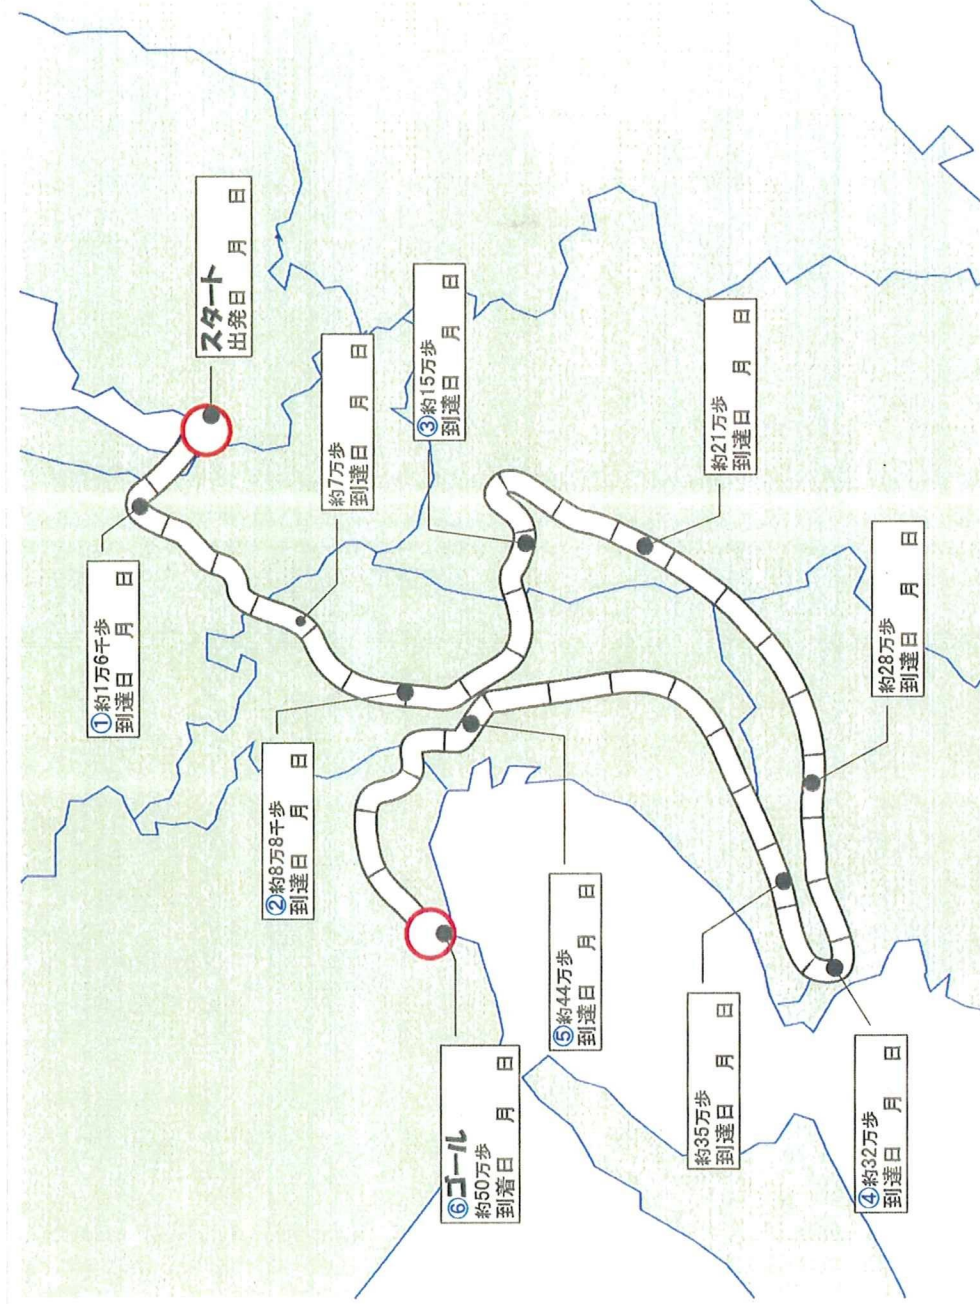 スタート
出発日　月　日
①約1万6千歩
到達日　月　日
約7万歩
到達日　月　日
②約8万8千歩
到達日　月　日
③約15万歩
到達日　月　日
約21万歩
到達日　月　日
約28万歩
到達日　月　日
④約32万歩
到達日　月　日
約35万歩
到達日　月　日
⑤約44万歩
到達日　月　日
⑥ゴール
約50万歩
到着日　月　日